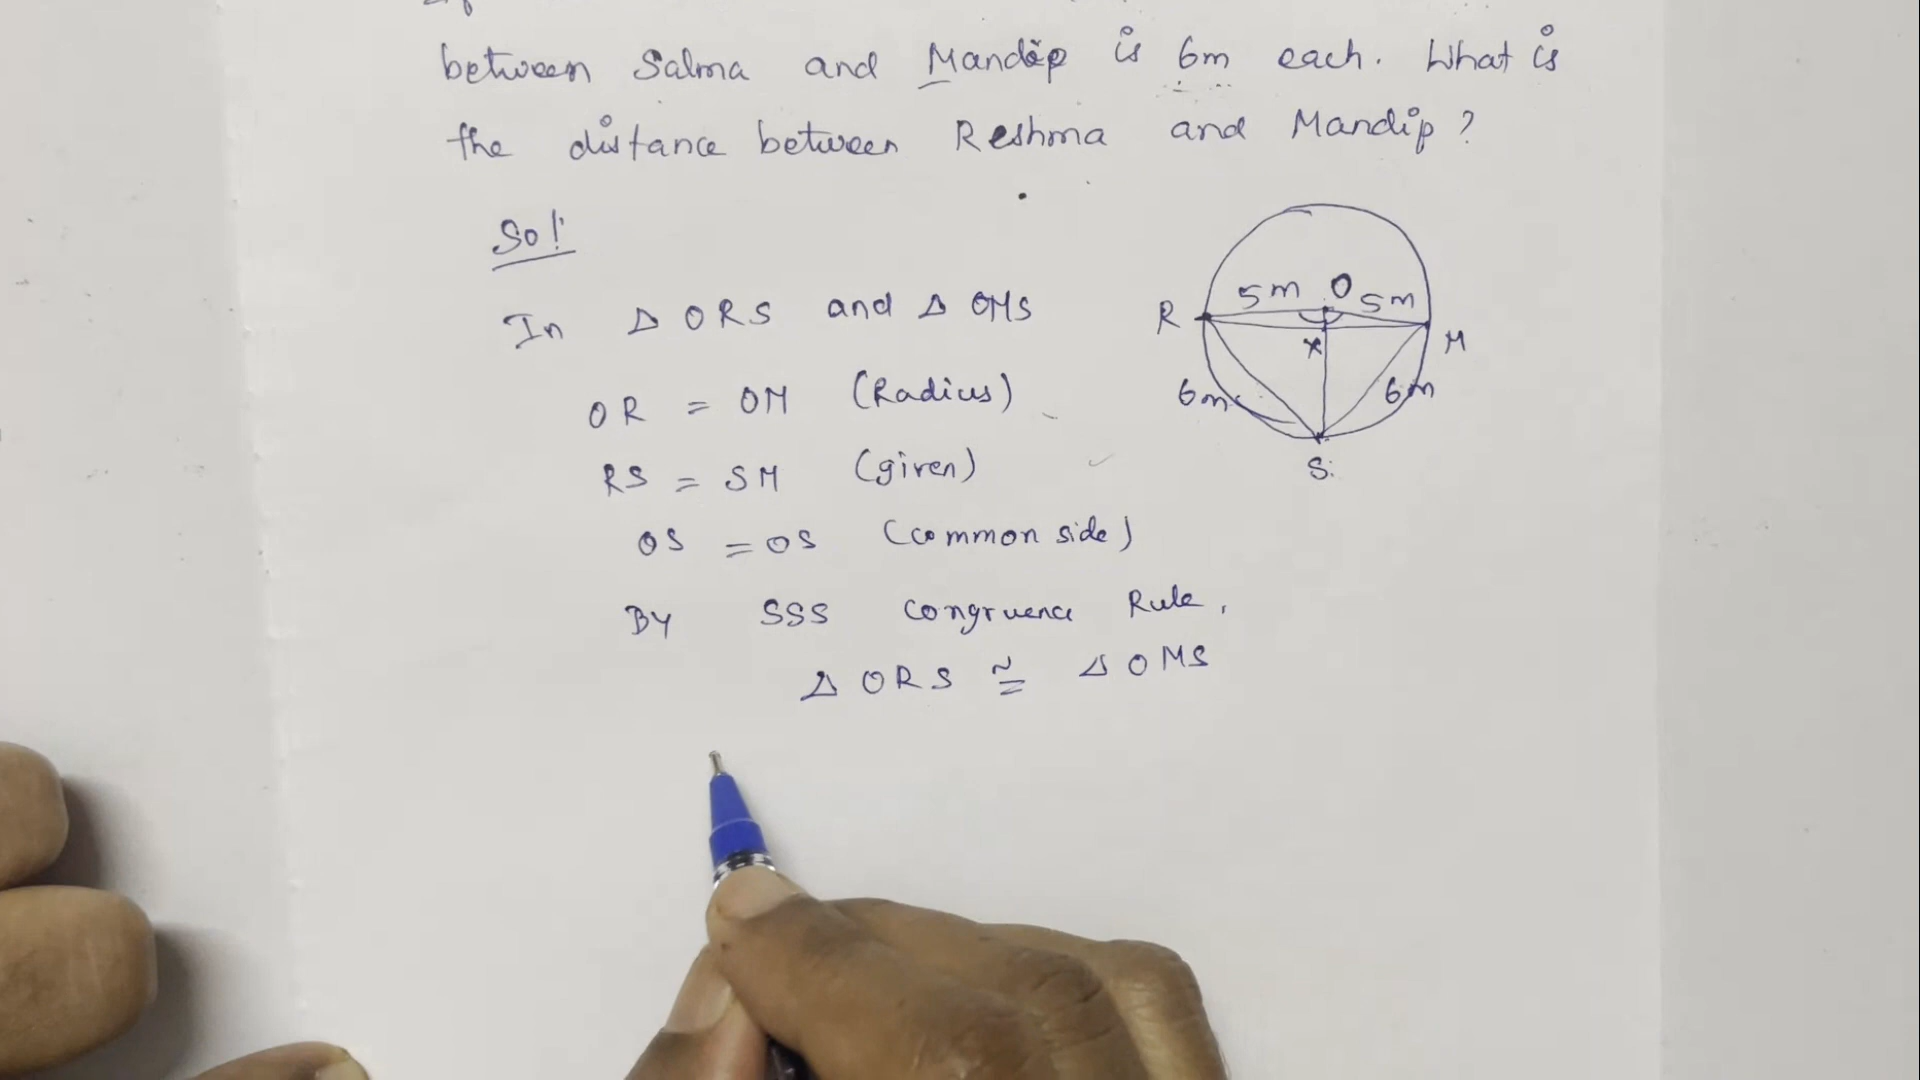 between Salma and Mandip is 6m each. What is
the distance between Reshma and Mandip?
Sol!
In Δ ORS and Δ OMS
OR = OM (Radius)
RS = SM (given)
OS = OS (common side)
By SSS congruence Rule,
Δ ORS ≅ Δ OMS
5m O 5m
R
x
M
6m 6m
S